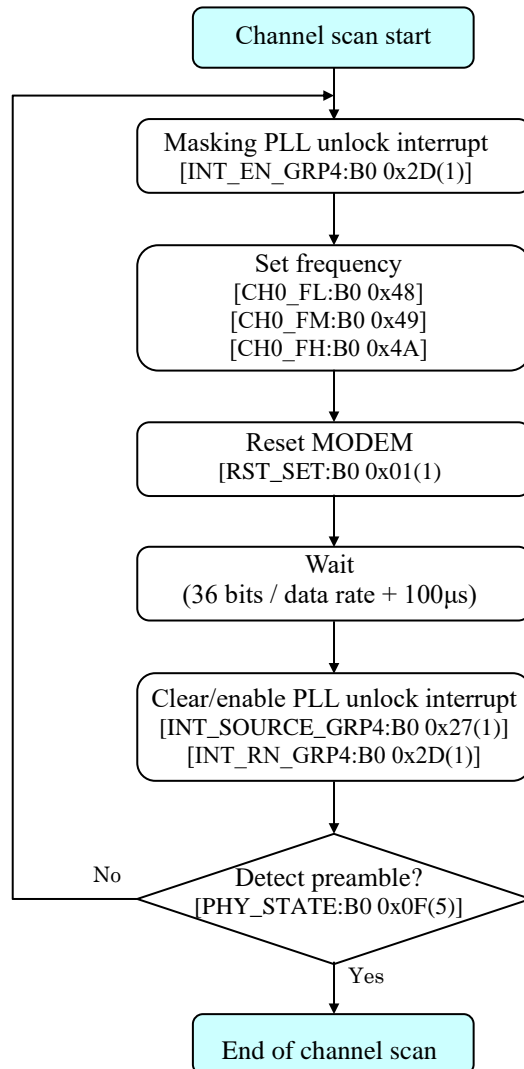 Channel scan start
Masking PLL unlock interrupt
[INT_EN_GRP4:B0 0x2D(1)]
Set frequency
[CH0_FL:B0 0x48]
[CH0_FM:B0 0x49]
[CH0_FH:B0 0x4A]
Reset MODEM
[RST_SET:B0 0x01(1)
Wait
(36 bits / data rate + 100μs)
Clear/enable PLL unlock interrupt
[INT_SOURCE_GRP4:B0 0x27(1)]
[INT_RN_GRP4:B0 0x2D(1)]
No
Detect preamble?
[PHY_STATE:B0 0x0F(5)]
Yes
End of channel scan